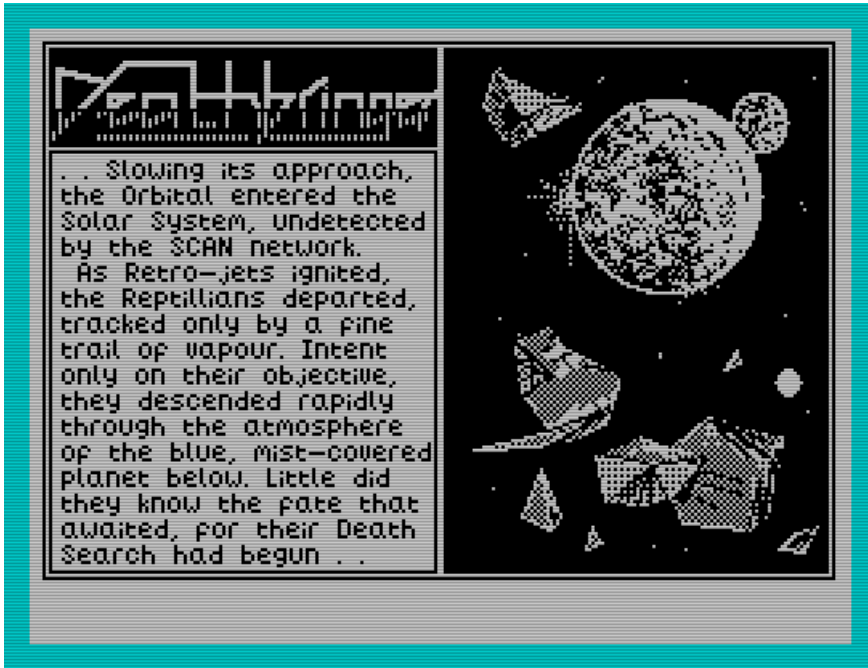 Deathbringer
. . Slowing its approach,
the Orbital entered the
Solar System, undetected
by the SCAN network.
As Retro-jets ignited,
the Reptillians departed,
tracked only by a fine
trail of vapour. Intent
only on their objective,
they descended rapidly
through the atmosphere
of the blue, mist-covered
planet below. Little did
they know the fate that
awaited, for their Death
Search had begun . .